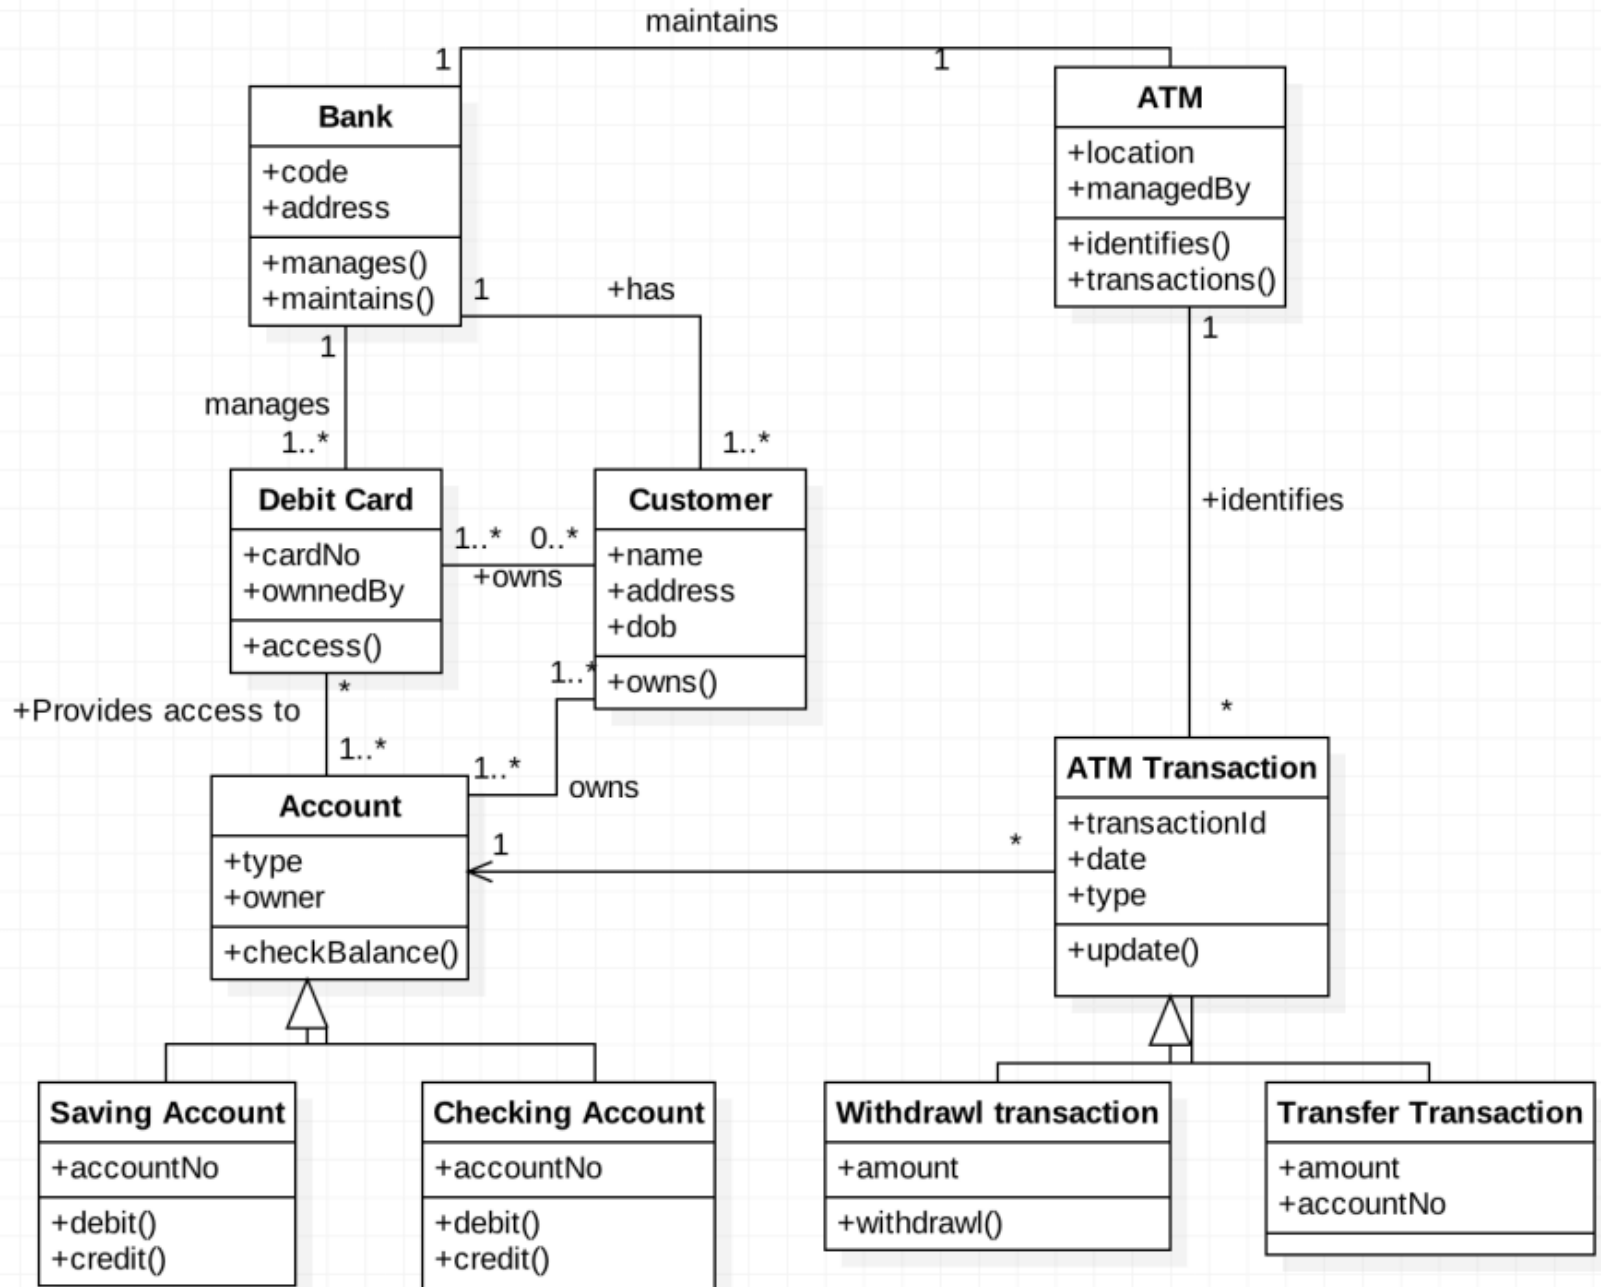 maintains
1
1
Bank
+code
+address
+manages()
+maintains()
ATM
+location
+managedBy
+identifies()
+transactions()
1
+has
1
1
manages
1..*
1..*
Debit Card
+cardNo
+ownnedBy
+access()
1..*
0..*
+owns
Customer
+name
+address
+dob
+owns()
+identifies
*
+Provides access to
1..*
1..*
1..*
owns
*
Account
+type
+owner
+checkBalance()
1
*
ATM Transaction
+transactionId
+date
+type
+update()
Saving Account
+accountNo
+debit()
+credit()
Checking Account
+accountNo
+debit()
+credit()
Withdrawl transaction
+amount
+withdrawl()
Transfer Transaction
+amount
+accountNo